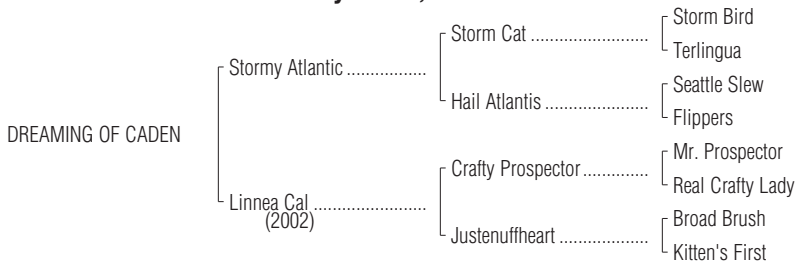 Storm Bird
Storm Cat ........................
Terlingua
Stormy Atlantic .................
Seattle Slew
Hail Atlantis .....................
Flippers
DREAMING OF CADEN
Mr. Prospector
Crafty Prospector..............
Real Crafty Lady
Linnea Cal .......................
(2002)
Broad Brush
Justenuffheart ...................
Kitten's First